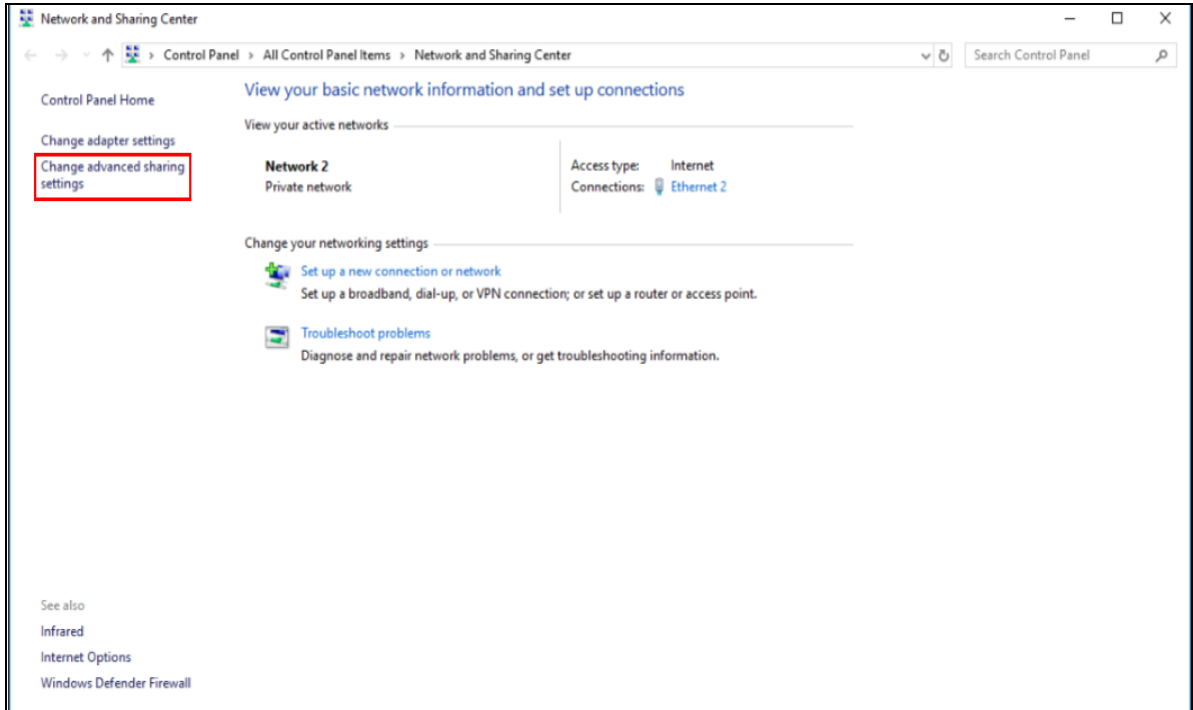 Network and Sharing Center
Control Panel > All Control Panel Items > Network and Sharing Center
Search Control Panel
Control Panel Home
Change adapter settings
Change advanced sharing
settings
View your basic network information and set up connections
View your active networks
Network 2
Private network
Access type: Internet
Connections: Ethernet 2
Change your networking settings
Set up a new connection or network
Set up a broadband, dial-up, or VPN connection; or set up a router or access point.
Troubleshoot problems
Diagnose and repair network problems, or get troubleshooting information.
See also
Infrared
Internet Options
Windows Defender Firewall